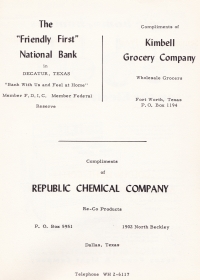 The
"Friendly First"
National Bank
in
DECATUR, TEXAS
"Bank With Us and Feel at Home"
Member F. D. I. C.  Member Federal
Reserve
Compliments of
Kimbell
Grocery Company
Wholesale Grocers
Fort Worth, Texas
P. O. Box 1194
Compliments
of
REPUBLIC CHEMICAL COMPANY
Re-Co Products
P. O. Box 5951  1902 North Beckley
Dallas, Texas
Telephone WH 2-6117